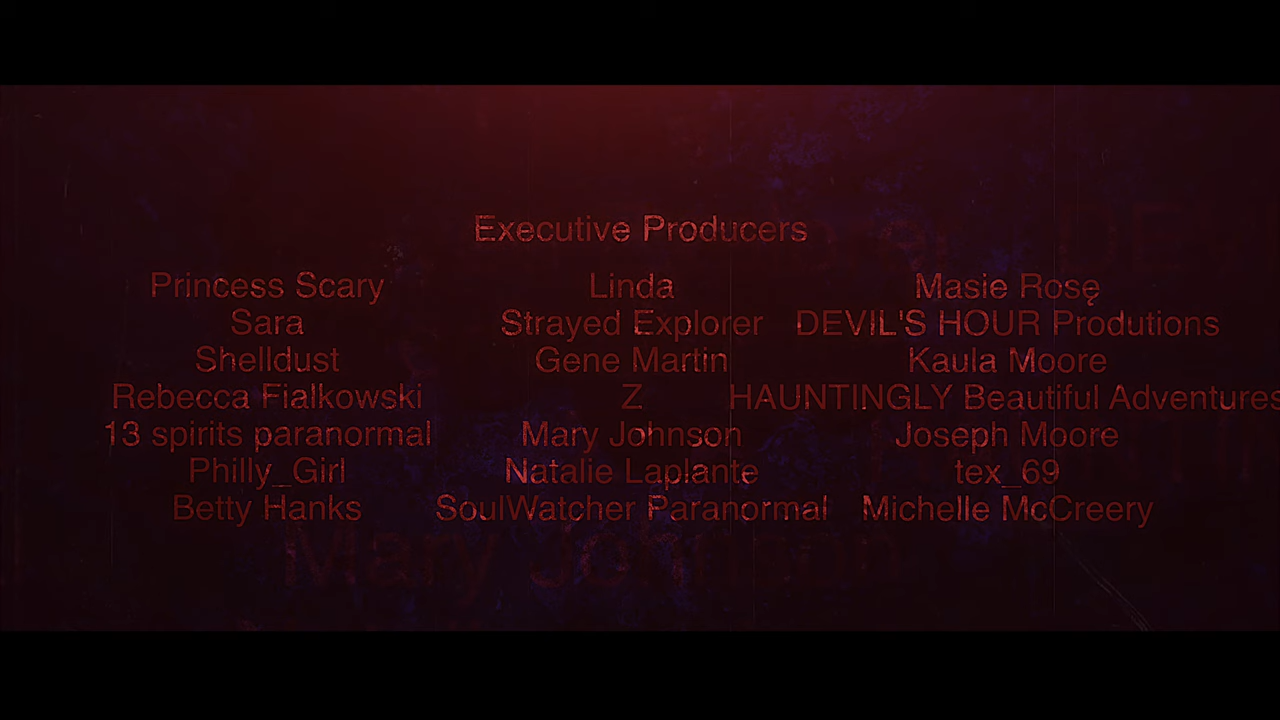 Executive Producers
Princess Scary Linda Masie Rosę
Sara Strayed Explorer DEVIL'S HOUR Produtions
Shelldust Gene Martin Kaula Moore
Rebecca Fialkowski Z HAUNTINGLY Beautiful Adventures
13 spirits paranormal Mary Johnson Joseph Moore
Philly_Girl Natalie Laplante tex_69
Betty Hanks SoulWatcher Paranormal Michelle McCreery
Mary Johnson